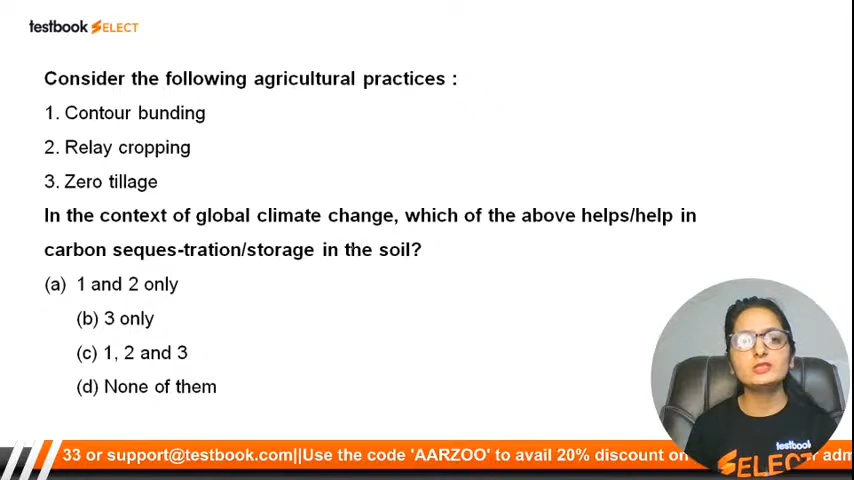 testbook SELECT
Consider the following agricultural practices :
1. Contour bunding
2. Relay cropping
3. Zero tillage
In the context of global climate change, which of the above helps/help in
carbon seques-tration/storage in the soil?
(a) 1 and 2 only
(b) 3 only
(c) 1, 2 and 3
(d) None of them
testbook
SELECT
33 or support@testbook.com||Use the code 'AARZOO' to avail 20% discount on adm